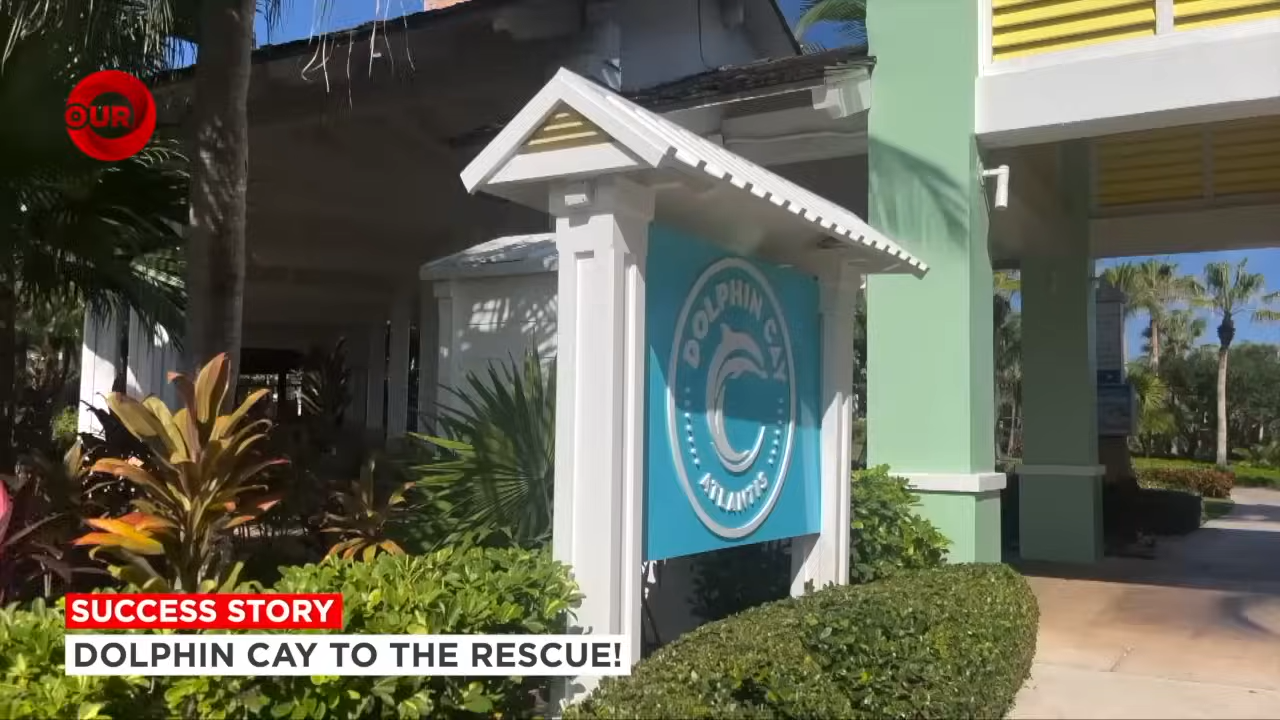 OUR
DOLPHIN CAY
ATLANTIS
SUCCESS STORY
DOLPHIN CAY TO THE RESCUE!